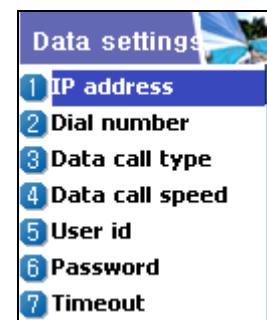 Data settings
1 IP address
2 Dial number
3 Data call type
4 Data call speed
5 User id
6 Password
7 Timeout